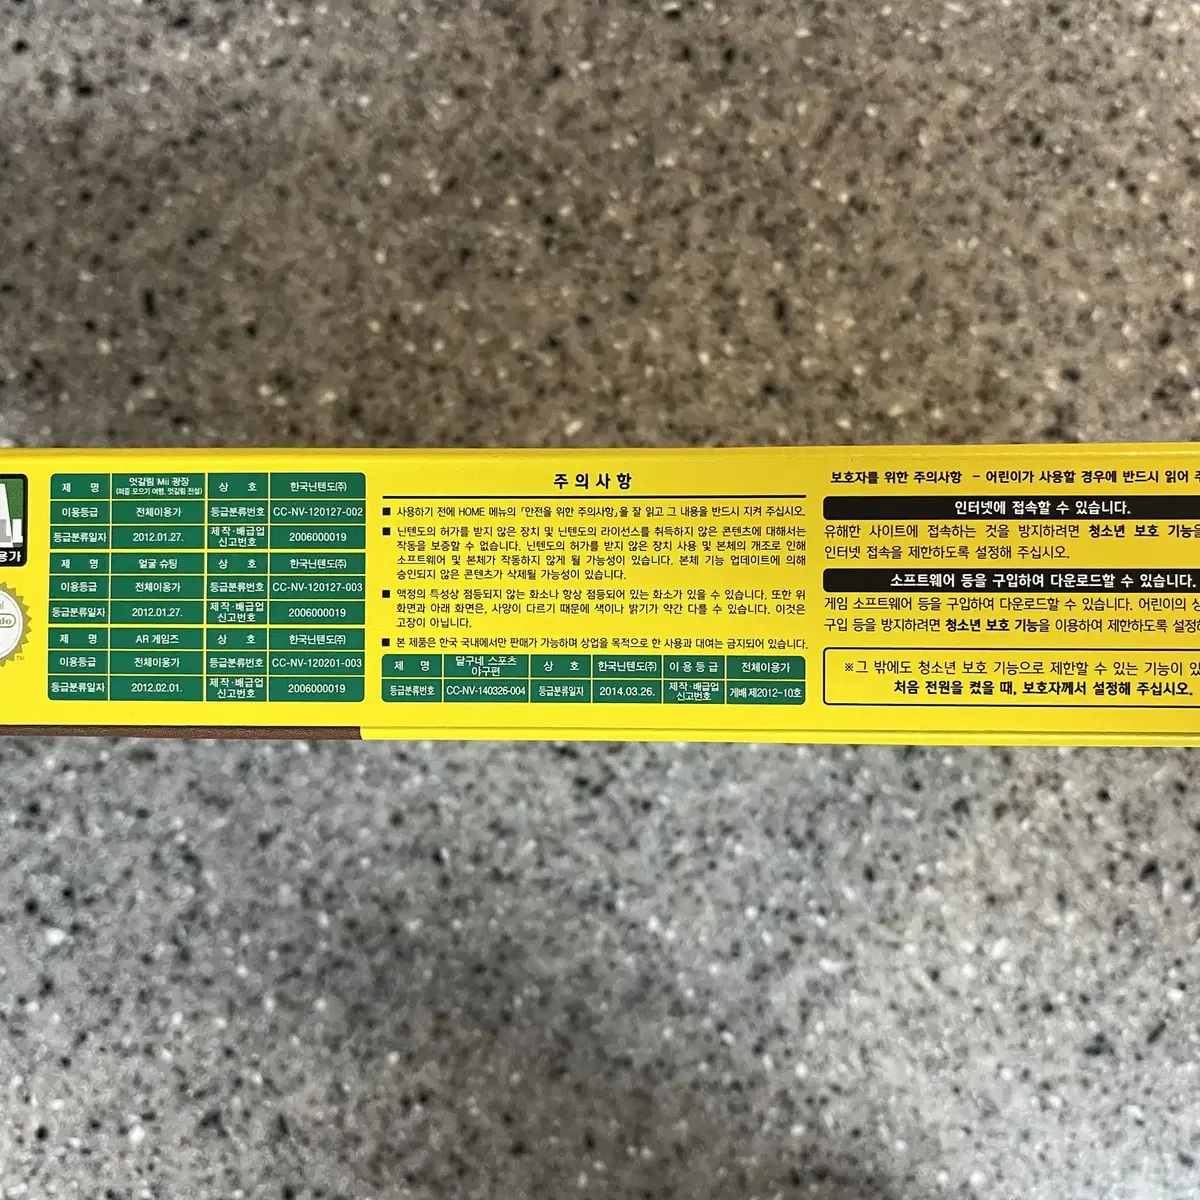 용가
제 명 엇갈림 Mii 광장 (퍼즐 모으기 여행, 엇갈림 전설) 상 호 한국닌텐도(주)
이용등급 전체이용가 등급분류번호 CC-NV-120127-002
등급분류일자 2012.01.27. 제작·배급업 신고번호 2006000019
제 명 얼굴 슈팅 상 호 한국닌텐도(주)
이용등급 전체이용가 등급분류번호 CC-NV-120127-003
등급분류일자 2012.01.27. 제작·배급업 신고번호 2006000019
제 명 AR 게임즈 상 호 한국닌텐도(주)
이용등급 전체이용가 등급분류번호 CC-NV-120201-003
등급분류일자 2012.02.01. 제작·배급업 신고번호 2006000019
주의사항
■ 사용하기 전에 HOME 메뉴의 「안전을 위한 주의사항」을 잘 읽고 그 내용을 반드시 지켜 주십시오.
■ 닌텐도의 허가를 받지 않은 장치 및 닌텐도의 라이선스를 취득하지 않은 콘텐츠에 대해서는
작동을 보증할 수 없습니다. 닌텐도의 허가를 받지 않은 장치 사용 및 본체의 개조로 인해
소프트웨어 및 본체가 작동하지 않게 될 가능성이 있습니다. 본체 기능 업데이트에 의해
승인되지 않은 콘텐츠가 삭제될 가능성이 있습니다.
■ 액정의 특성상 점등되지 않는 화소나 항상 점등되어 있는 화소가 있을 수 있습니다. 또한 위
화면과 아래 화면은, 사양이 다르기 때문에 색이나 밝기가 약간 다를 수 있습니다. 이것은
고장이 아닙니다.
■ 본 제품은 한국 국내에서만 판매가 가능하며 상업을 목적으로 한 사용과 대여는 금지되어 있습니다.
제 명 달구네 스포츠 야구편 상 호 한국닌텐도(주) 이용등급 전체이용가
등급분류번호 CC-NV-140326-004 등급분류일자 2014.03.26. 제작·배급업 신고번호 게배 제2012-10호
보호자를 위한 주의사항 - 어린이가 사용할 경우에 반드시 읽어 주
인터넷에 접속할 수 있습니다.
유해한 사이트에 접속하는 것을 방지하려면 청소년 보호 기능을
인터넷 접속을 제한하도록 설정해 주십시오.
소프트웨어 등을 구입하여 다운로드할 수 있습니다.
게임 소프트웨어 등을 구입하여 다운로드할 수 있습니다. 어린이의
구입 등을 방지하려면 청소년 보호 기능을 이용하여 제한하도록
※그 밖에도 청소년 보호 기능으로 제한할 수 있는 기능이
처음 전원을 켰을 때, 보호자께서 설정해 주십시오.